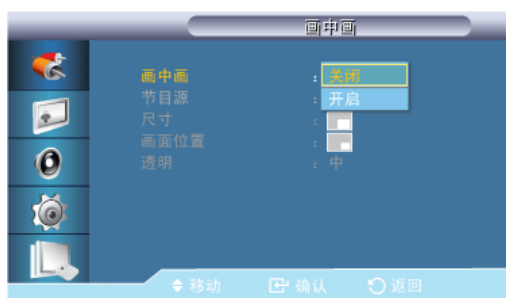 画中画
画中画 : 关闭
节目源 : 开启
尺寸 :
画面位置 :
透明 : 中
移动 确认 返回